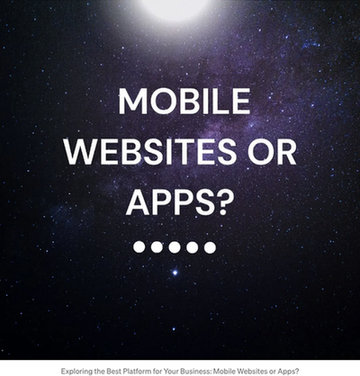 MOBILE
WEBSITES OR
APPS?
Exploring the Best Platform for Your Business: Mobile Websites or Apps?